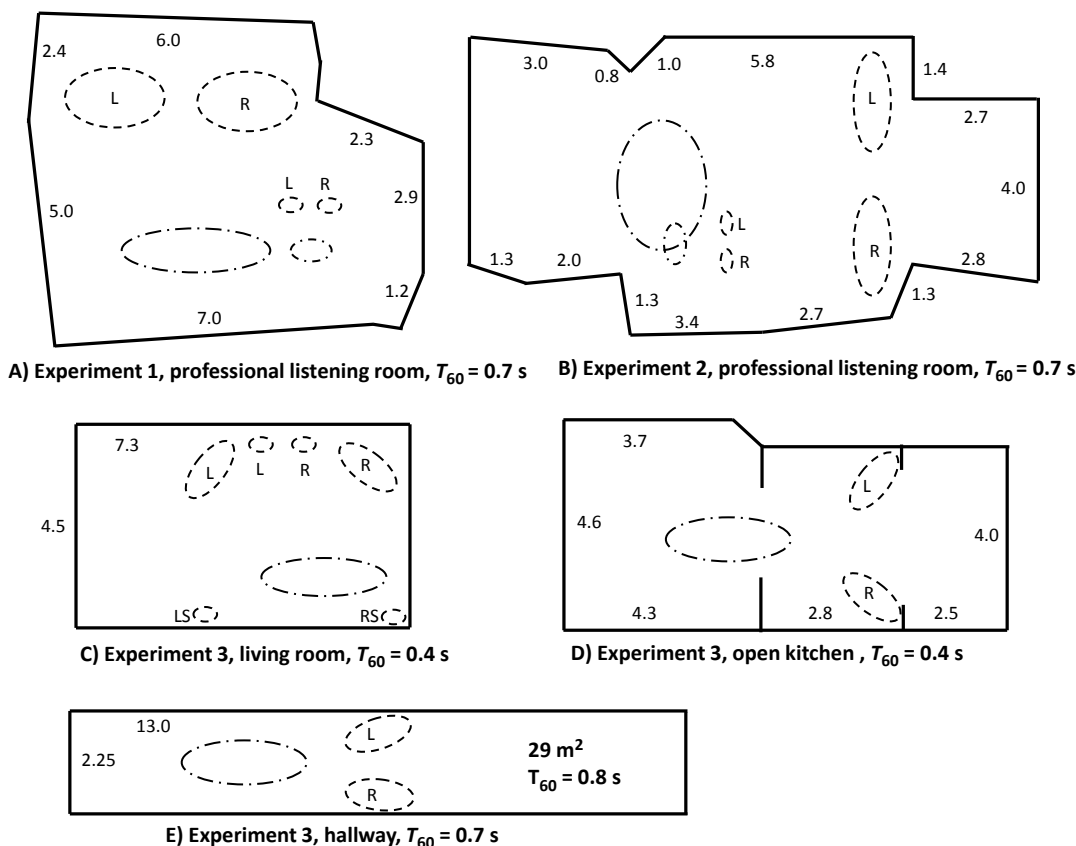 6.0
2.4
L
R
2.3
L R
2.9
5.0
1.2
7.0
A) Experiment 1, professional listening room, T60 = 0.7 s
3.0
0.8
1.0
5.8
1.4
L
2.7
4.0
L
R
R
1.3
2.0
2.8
1.3
1.3
3.4
2.7
B) Experiment 2, professional listening room, T60 = 0.7 s
7.3
L
L
R
R
4.5
LS
RS
C) Experiment 3, living room, T60 = 0.4 s
3.7
L
4.6
4.0
R
4.3
2.8
2.5
D) Experiment 3, open kitchen , T60 = 0.4 s
13.0
2.25
L
R
29 m2
T60 = 0.8 s
E) Experiment 3, hallway, T60 = 0.7 s